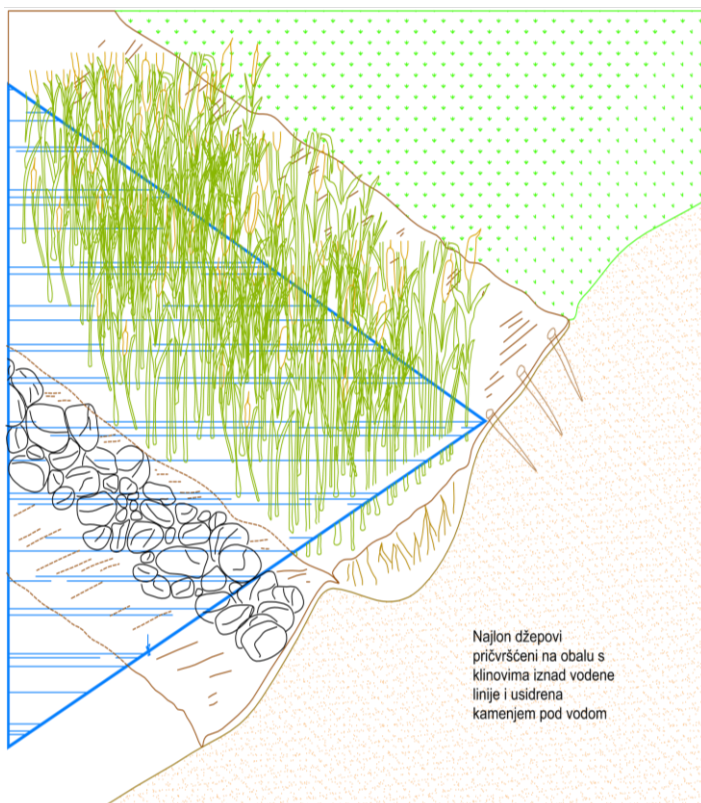 Najlon džepovi
pričvršćeni na obalu s
klinovima iznad vodene
linije i usidrena
kamenjem pod vodom